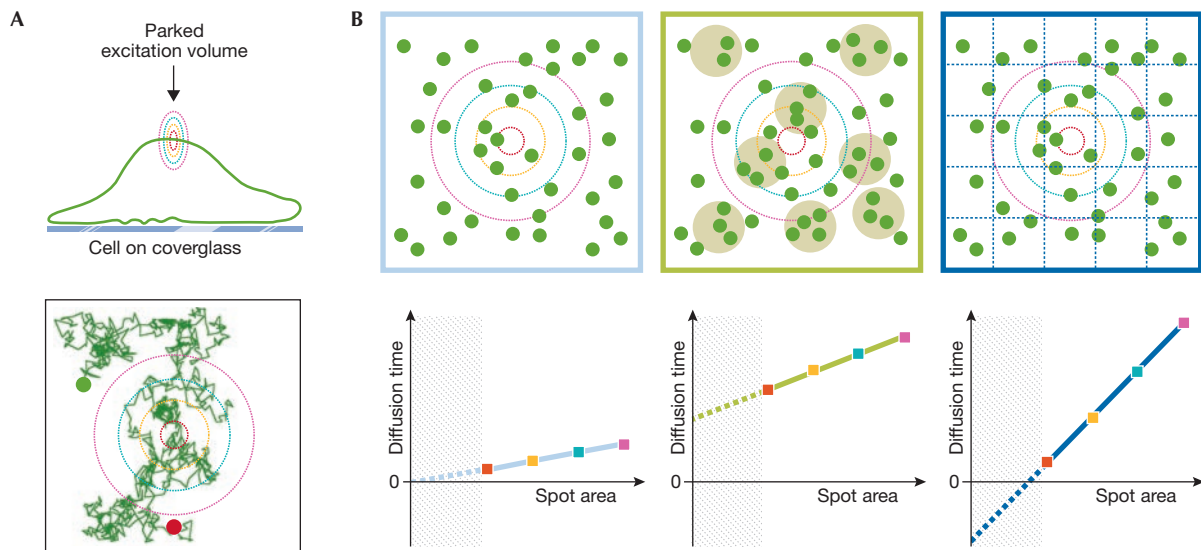 A
Parked
excitation volume
Cell on coverglass
B
Diffusion time
0
Spot area
Diffusion time
0
Spot area
Diffusion time
0
Spot area